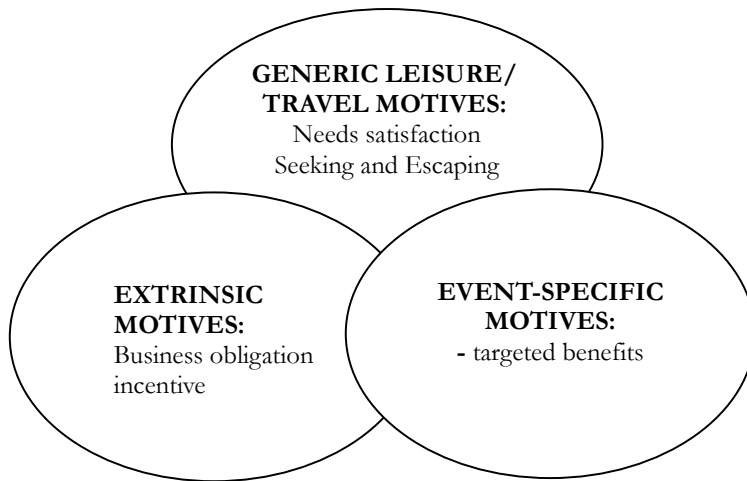 GENERIC LEISURE/
TRAVEL MOTIVES:
Needs satisfaction
Seeking and Escaping
EXTRINSIC
MOTIVES:
Business obligation
incentive
EVENT-SPECIFIC
MOTIVES:
- targeted benefits